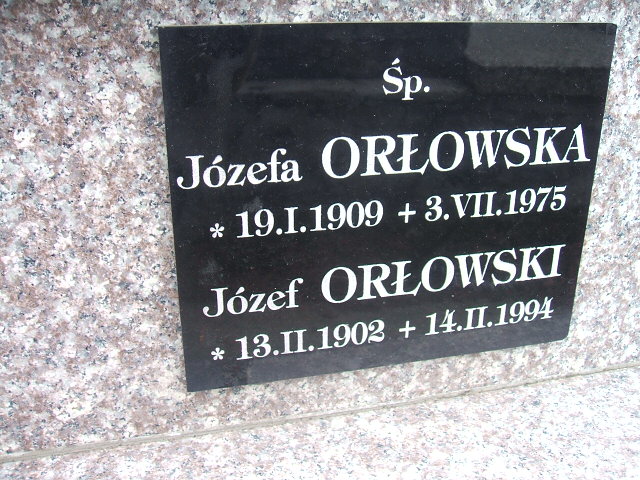 Śp.
Józefa ORŁOWSKA
* 19.I.1909 + 3.VII.1975
Józef ORŁOWSKI
* 13.II.1902 + 14.II.1994